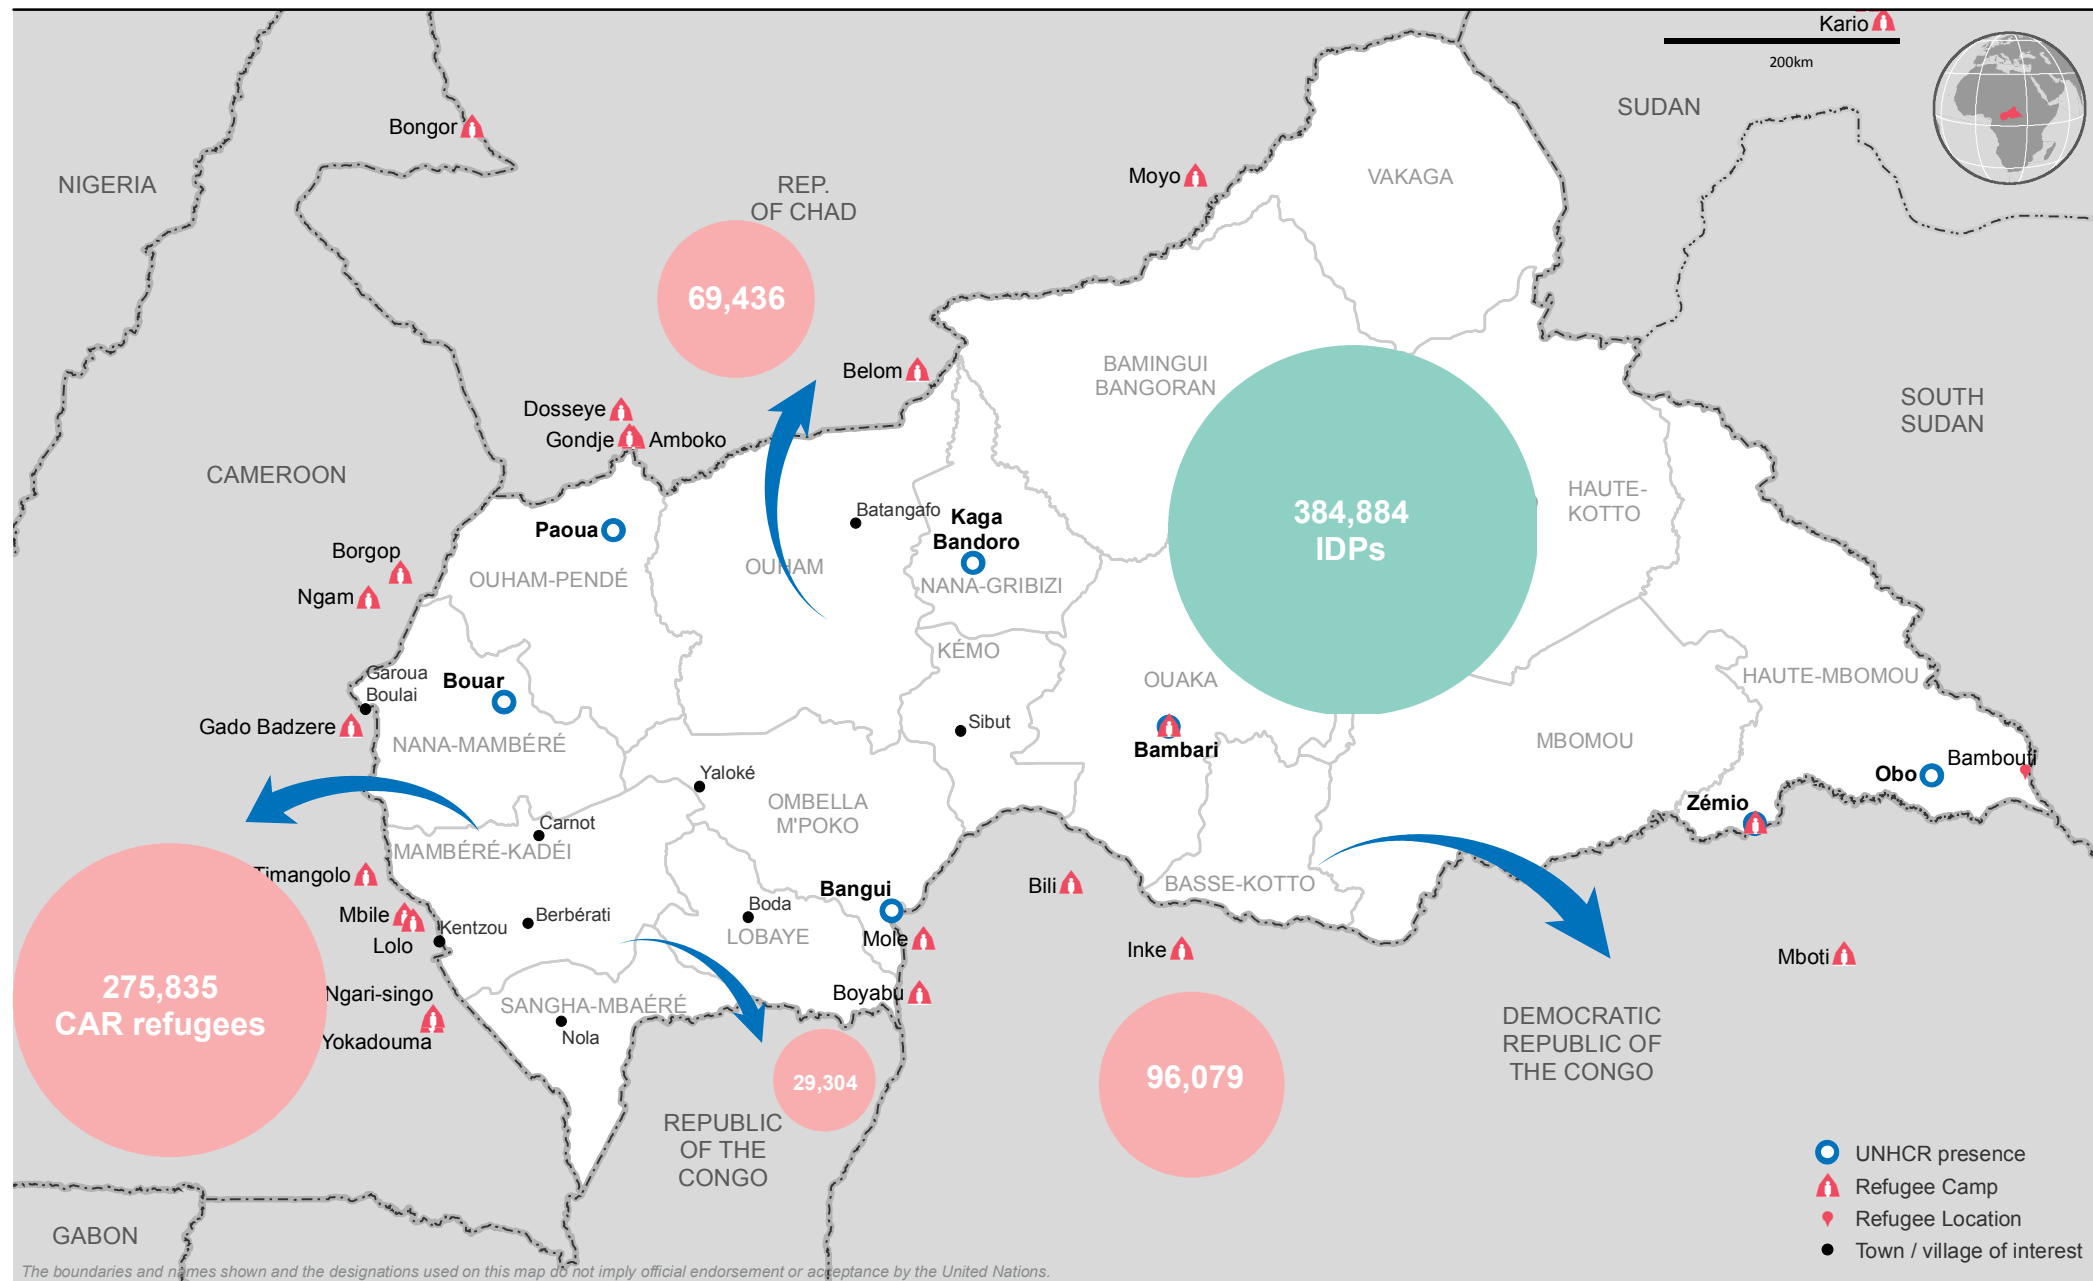 Kario
200km
SUDAN
Bongor
NIGERIA
REP.
OF CHAD
Moyo
VAKAGA
69,436
Belom
BAMINGUI
BANGORAN
SOUTH
SUDAN
Dosseye
Gondje
Amboko
CAMEROON
384,884
IDPs
HAUTE-
KOTTO
Batangafo
Kaga
Bandoro
Paoua
Borgop
OUHAM-PENDÉ
OUHAM
NANA-GRIBIZI
Ngam
KÉMO
Garoua
Boulai
Bouar
OUAKA
HAUTE-MBOMOU
Gado Badzere
Sibut
NANA-MAMBÉRÉ
Bambari
MBOMOU
Yaloké
Bambouti
Obo
OMBELLA
M'POKO
Zémio
Carnot
MAMBÉRÉ-KADÉI
Timangolo
Bangui
Bili
BASSE-KOTTO
Mbile
Kentzou
Berbérati
Boda
LOBAYE
Mole
Lolo
Inke
Mboti
275,835
CAR refugees
Ngari-singo
SANGHA-MBAÉRÉ
Boyabu
Yokadouma
Nola
DEMOCRATIC
REPUBLIC OF
THE CONGO
29,304
96,079
REPUBLIC
OF THE
CONGO
UNHCR presence
Refugee Camp
Refugee Location
Town / village of interest
GABON
The boundaries and names shown and the designations used on this map do not imply official endorsement or acceptance by the United Nations.